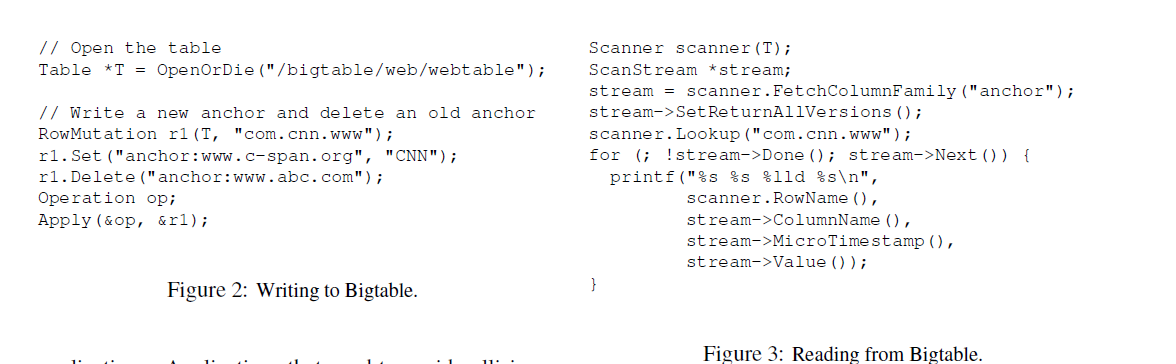 // Open the table
Table *T = OpenOrDie("/bigtable/web/webtable");

// Write a new anchor and delete an old anchor
RowMutation r1(T, "com.cnn.www");
r1.Set("anchor:www.c-span.org", "CNN");
r1.Delete("anchor:www.abc.com");
Operation op;
Apply(&op, &r1);

Figure 2: Writing to Bigtable.

Scanner scanner(T);
ScanStream *stream;
stream = scanner.FetchColumnFamily("anchor");
stream->SetReturnAllVersions();
scanner.Lookup("com.cnn.www");
for (; !stream->Done(); stream->Next()) {
  printf("%s %s %lld %s\n",
         scanner.RowName(),
         stream->ColumnName(),
         stream->MicroTimestamp(),
         stream->Value());
}

Figure 3: Reading from Bigtable.